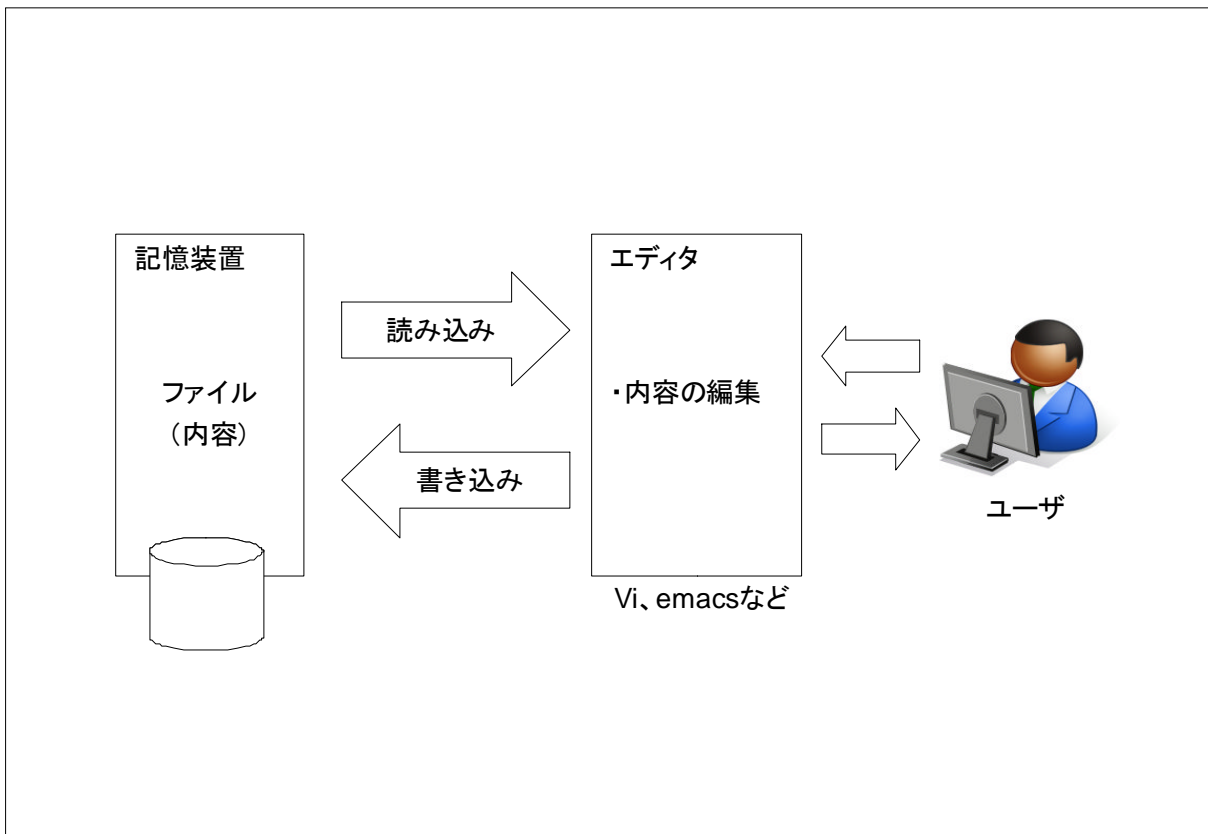 記憶装置
ファイル
（内容）
読み込み
書き込み
エディタ
・内容の編集
Vi、emacsなど
ユーザ